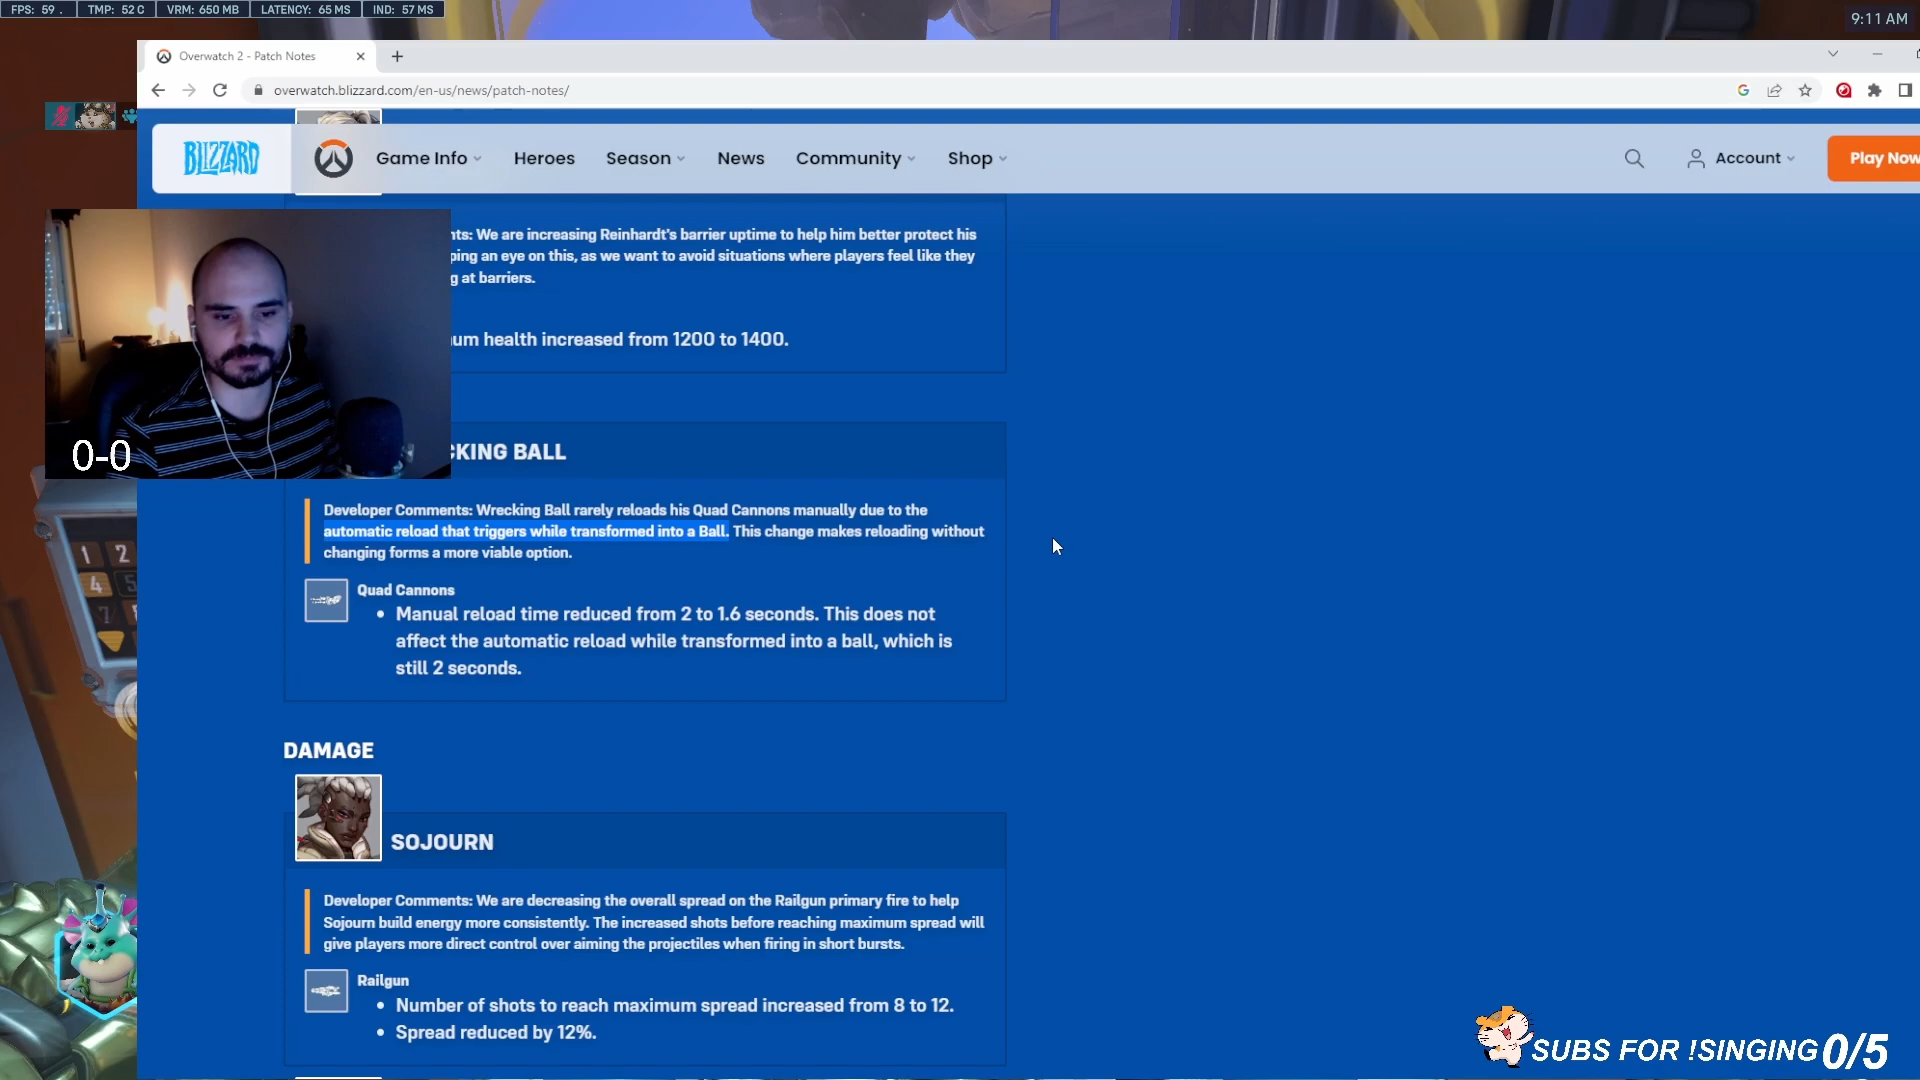 FPS: 59 . TMP: 52 C VRM: 650 MB LATENCY: 65 MS IND: 57 MS
9:11 AM
Overwatch 2 - Patch Notes
overwatch.blizzard.com/en-us/news/patch-notes/
BLIZZARD Game Info Heroes Season News Community Shop Account Play Now
nts: We are increasing Reinhardt's barrier uptime to help him better protect his
ping an eye on this, as we want to avoid situations where players feel like they
g at barriers.
um health increased from 1200 to 1400.
0-0
CKING BALL
Developer Comments: Wrecking Ball rarely reloads his Quad Cannons manually due to the
automatic reload that triggers while transformed into a Ball. This change makes reloading without
changing forms a more viable option.
Quad Cannons
• Manual reload time reduced from 2 to 1.6 seconds. This does not
affect the automatic reload while transformed into a ball, which is
still 2 seconds.
1 2
4 5
7
DAMAGE
SOJOURN
Developer Comments: We are decreasing the overall spread on the Railgun primary fire to help
Sojourn build energy more consistently. The increased shots before reaching maximum spread will
give players more direct control over aiming the projectiles when firing in short bursts.
Railgun
• Number of shots to reach maximum spread increased from 8 to 12.
• Spread reduced by 12%.
SUBS FOR !SINGING 0/5